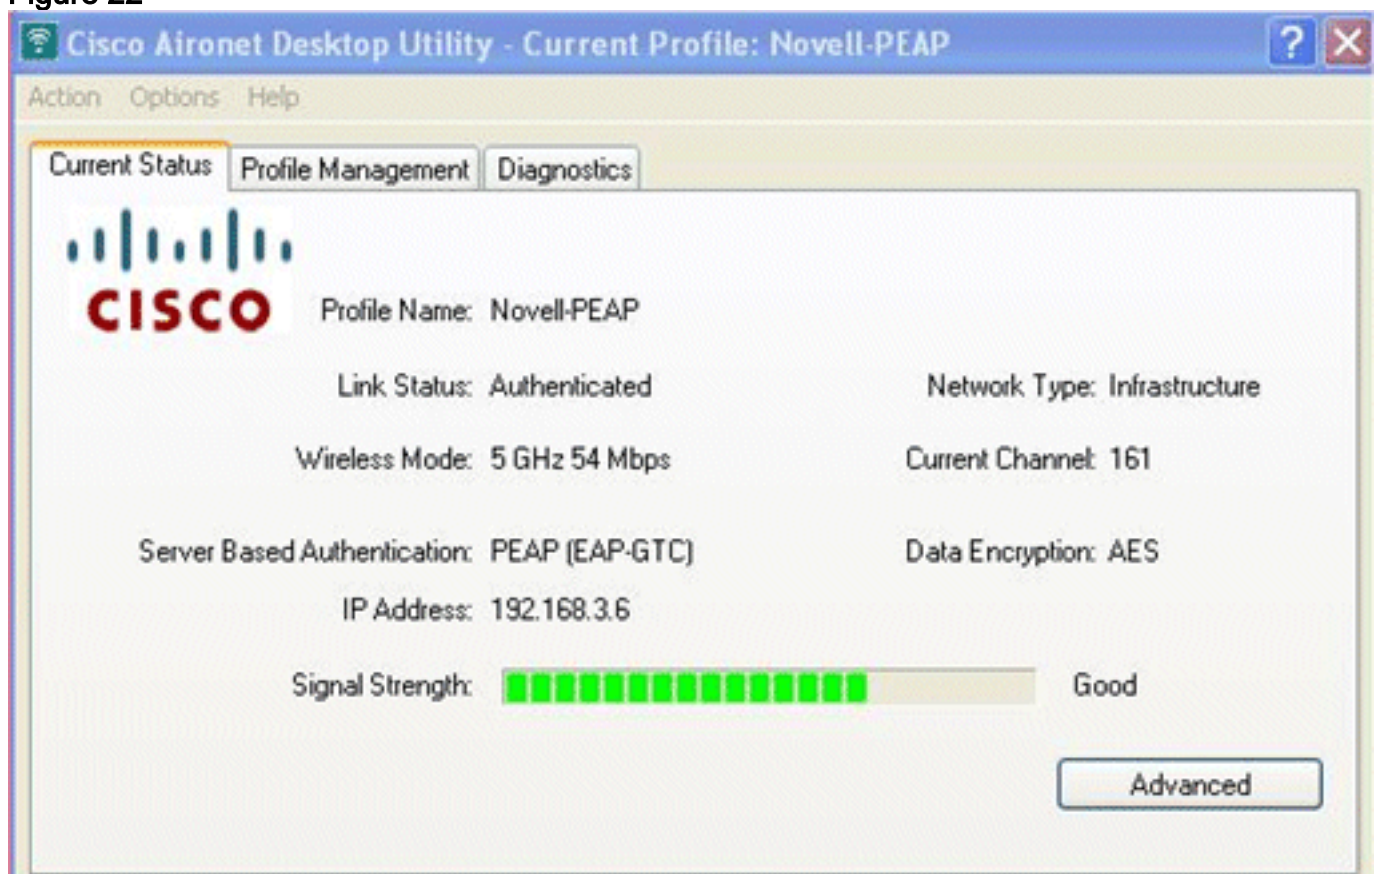 Figure 22
Cisco Aironet Desktop Utility - Current Profile: Novell-PEAP
Action Options Help
Current Status Profile Management Diagnostics
CISCO
Profile Name: Novell-PEAP
Link Status: Authenticated Network Type: Infrastructure
Wireless Mode: 5 GHz 54 Mbps Current Channel: 161
Server Based Authentication: PEAP (EAP-GTC) Data Encryption: AES
IP Address: 192.168.3.6
Signal Strength: Good
Advanced